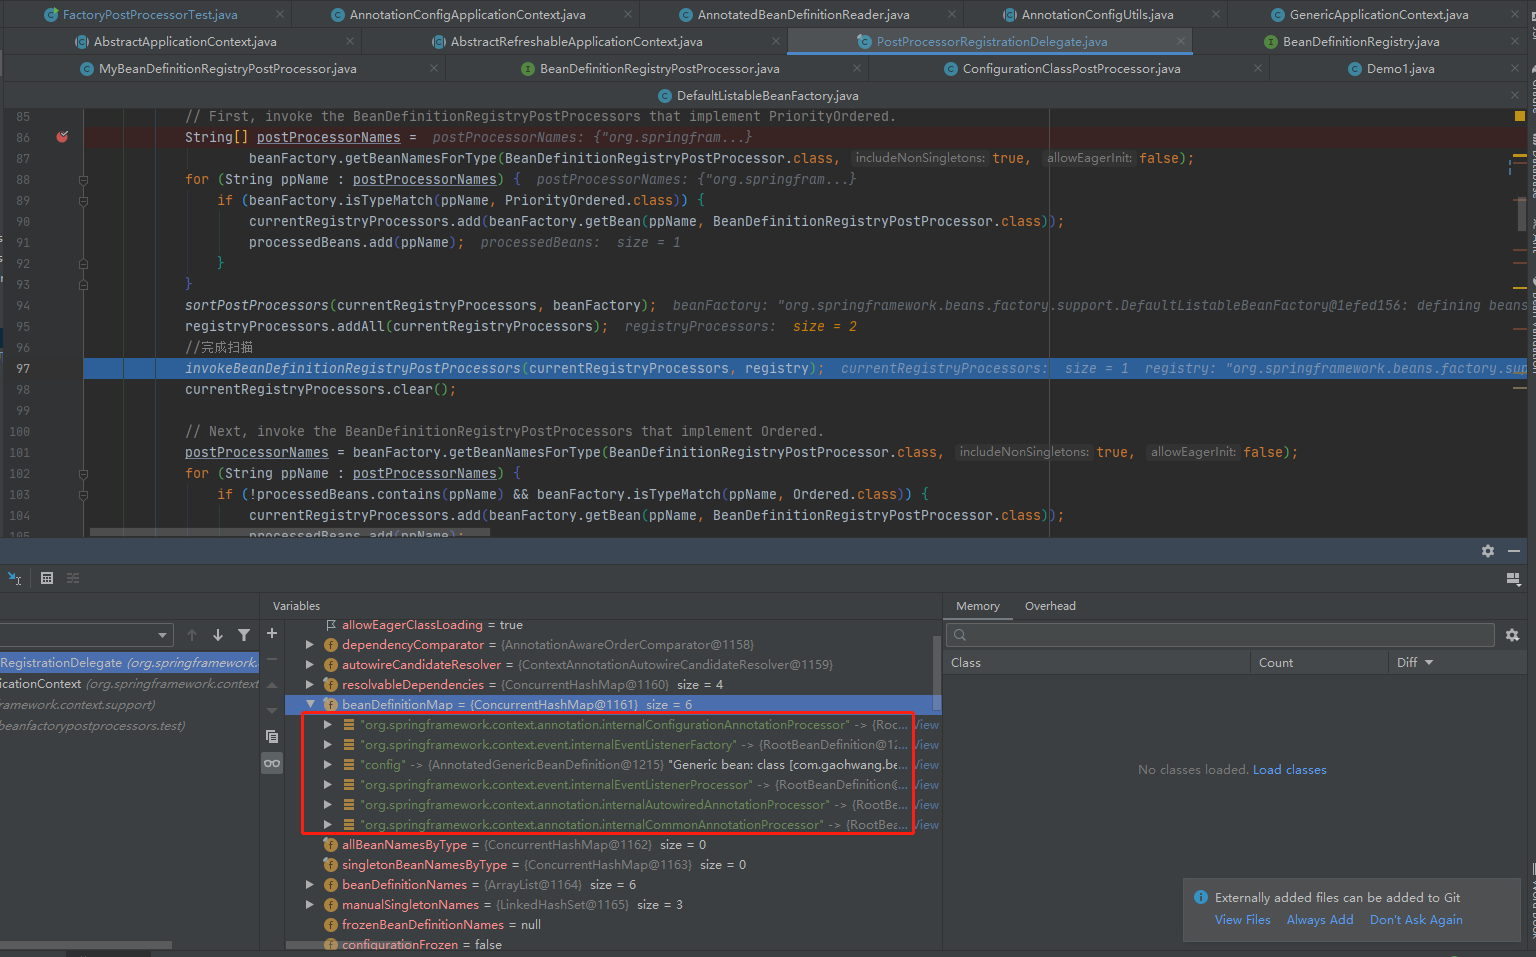 FactoryPostProcessorTest.java
AnnotationConfigApplicationContext.java
AnnotatedBeanDefinitionReader.java
AnnotationConfigUtils.java
GenericApplicationContext.java
AbstractApplicationContext.java
AbstractRefreshableApplicationContext.java
PostProcessorRegistrationDelegate.java
BeanDefinitionRegistry.java
MyBeanDefinitionRegistryPostProcessor.java
BeanDefinitionRegistryPostProcessor.java
ConfigurationClassPostProcessor.java
Demo1.java
DefaultListableBeanFactory.java
85 // First, invoke the BeanDefinitionRegistryPostProcessors that implement PriorityOrdered.
86 String[] postProcessorNames = postProcessorNames: {"org.springfram...}
87 beanFactory.getBeanNamesForType(BeanDefinitionRegistryPostProcessor.class, includeNonSingletons: true, allowEagerInit: false);
88 for (String ppName : postProcessorNames) { postProcessorNames: {"org.springfram...}
89 if (beanFactory.isTypeMatch(ppName, PriorityOrdered.class)) {
90 currentRegistryProcessors.add(beanFactory.getBean(ppName, BeanDefinitionRegistryPostProcessor.class));
91 processedBeans.add(ppName); processedBeans: size = 1
92 }
93 }
94 sortPostProcessors(currentRegistryProcessors, beanFactory); beanFactory: "org.springframework.beans.factory.support.DefaultListableBeanFactory@1efed156: defining beans
95 registryProcessors.addAll(currentRegistryProcessors); registryProcessors: size = 2
96 //完成扫描
97 invokeBeanDefinitionRegistryPostProcessors(currentRegistryProcessors, registry); currentRegistryProcessors: size = 1 registry: "org.springframework.beans.factory.sup
98 currentRegistryProcessors.clear();
99
100 // Next, invoke the BeanDefinitionRegistryPostProcessors that implement Ordered.
101 postProcessorNames = beanFactory.getBeanNamesForType(BeanDefinitionRegistryPostProcessor.class, includeNonSingletons: true, allowEagerInit: false);
102 for (String ppName : postProcessorNames) {
103 if (!processedBeans.contains(ppName) && beanFactory.isTypeMatch(ppName, Ordered.class)) {
104 currentRegistryProcessors.add(beanFactory.getBean(ppName, BeanDefinitionRegistryPostProcessor.class));
105 processedBeans.add(ppName);
Variables
Memory
Overhead
RegistrationDelegate (org.springframework.
icationContext (org.springframework.context
ramework.context.support)
beanfactorypostprocessors.test)
allowEagerClassLoading = true
dependencyComparator = {AnnotationAwareOrderComparator@1158}
autowireCandidateResolver = {ContextAnnotationAutowireCandidateResolver@1159}
resolvableDependencies = {ConcurrentHashMap@1160} size = 4
beanDefinitionMap = {ConcurrentHashMap@1161} size = 6
"org.springframework.context.annotation.internalConfigurationAnnotationProcessor" -> {Roo... View
"org.springframework.context.event.internalEventListenerFactory" -> {RootBeanDefinition@12... View
"config" -> {AnnotatedGenericBeanDefinition@1215} "Generic bean: class [com.gaohwang.be... View
"org.springframework.context.event.internalEventListenerProcessor" -> {RootBeanDefinition@... View
"org.springframework.context.annotation.internalAutowiredAnnotationProcessor" -> {RootBe... View
"org.springframework.context.annotation.internalCommonAnnotationProcessor" -> {RootBea... View
allBeanNamesByType = {ConcurrentHashMap@1162} size = 0
singletonBeanNamesByType = {ConcurrentHashMap@1163} size = 0
beanDefinitionNames = {ArrayList@1164} size = 6
manualSingletonNames = {LinkedHashSet@1165} size = 3
frozenBeanDefinitionNames = null
configurationFrozen = false
Class Count Diff
No classes loaded. Load classes
Externally added files can be added to Git
View Files Always Add Don't Ask Again